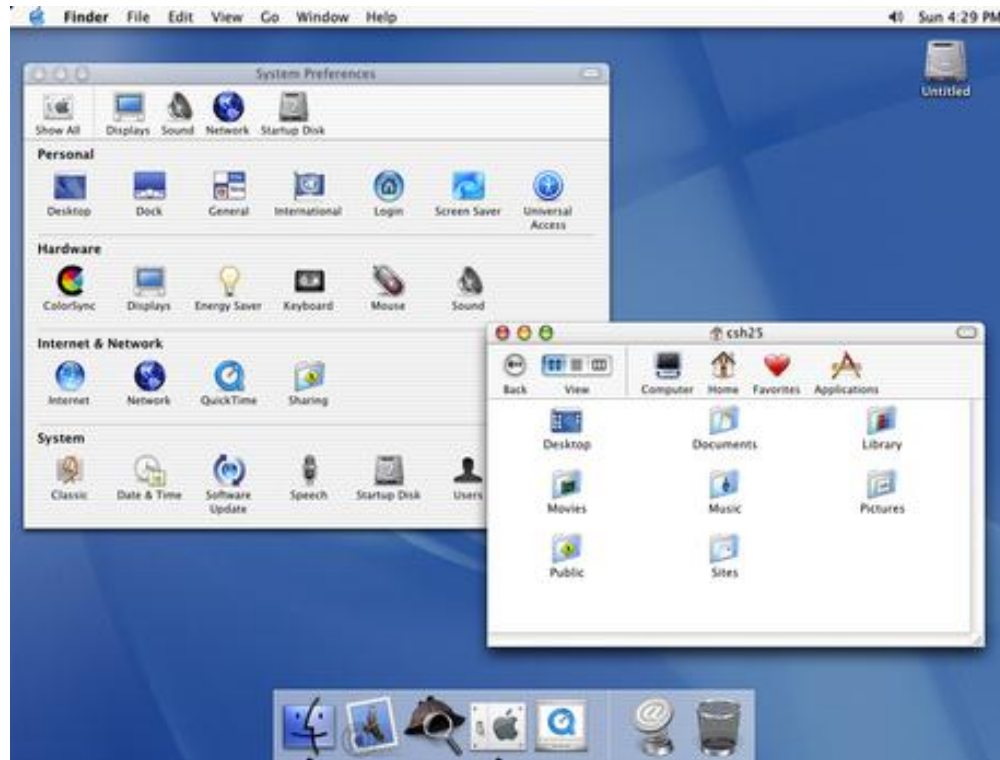 Finder File Edit View Go Window Help Sun 4:29 PM
Untitled
System Preferences
Show All Displays Sound Network Startup Disk
Personal
Desktop Dock General International Login Screen Saver Universal
Access
Hardware
ColorSync Displays Energy Saver Keyboard Mouse Sound
Internet & Network
Internet Network QuickTime Sharing
System
Classic Date & Time Software Speech Startup Disk Users
Update
csh25
Back View Computer Home Favorites Applications
Desktop Documents Library
Movies Music Pictures
Public Sites